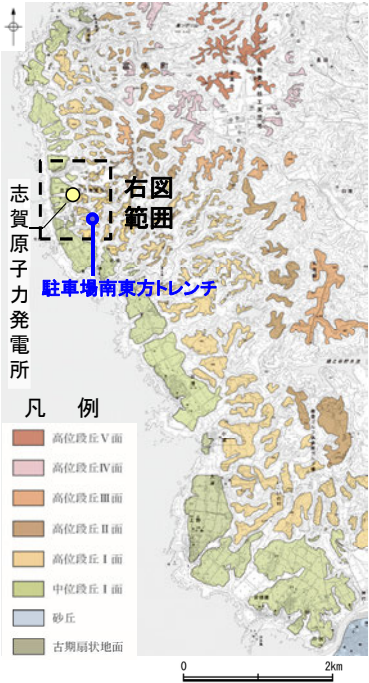 右図
範囲
志賀原子力発電所
駐車場南東方トレンチ
凡 例
高位段丘Ⅴ面
高位段丘Ⅳ面
高位段丘Ⅲ面
高位段丘Ⅱ面
高位段丘Ⅰ面
中位段丘Ⅰ面
砂丘
古期扇状地面
0 2km